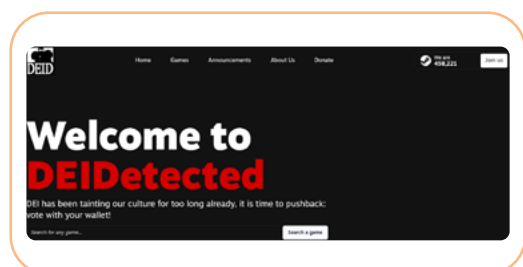 DEID
Home Games Announcements About Us Donate
We are
459,221
Join us
Welcome to
DEIDetected
DEI has been tainting our culture for too long already, it is time to pushback:
vote with your wallet!
Search for any game...
Search a game